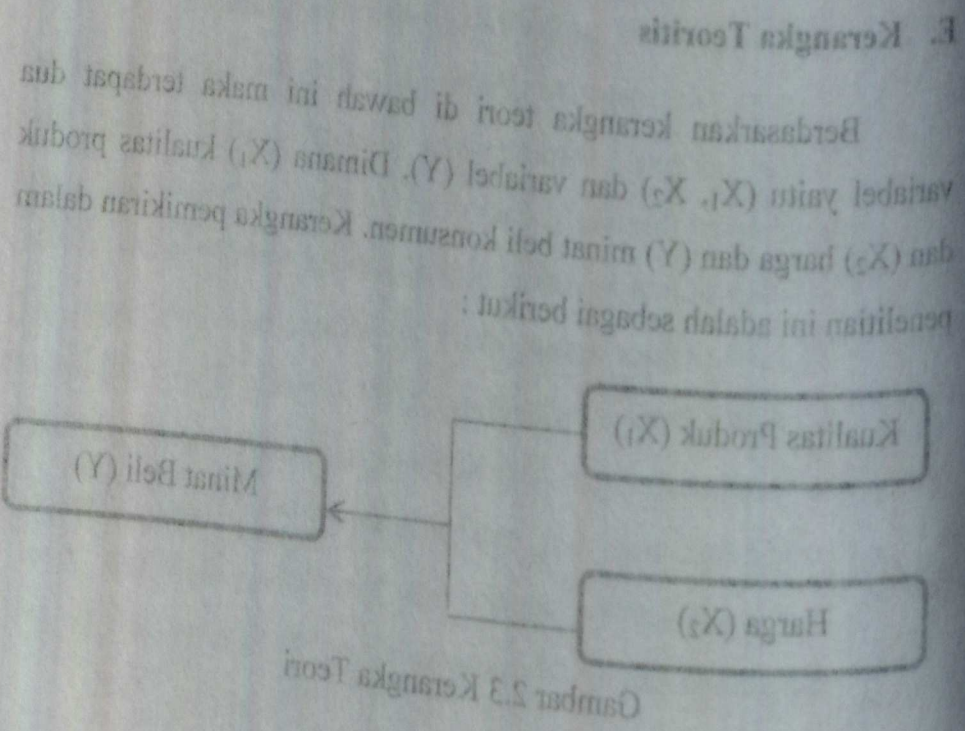 E. Kerangka Teoritis
Berdasarkan kerangka teori di bawah ini maka terdapat dua
variabel yaitu (X₁, X₂) dan variabel (Y). Dimana (X₁) kualitas produk
dan (X₂) harga dan (Y) minat beli konsumen. Kerangka pemikiran dalam
penelitian ini adalah sebagai berikut :
Kualitas Produk (X₁)
Minat Beli (Y)
Harga (X₂)
Gambar 2.3 Kerangka Teori